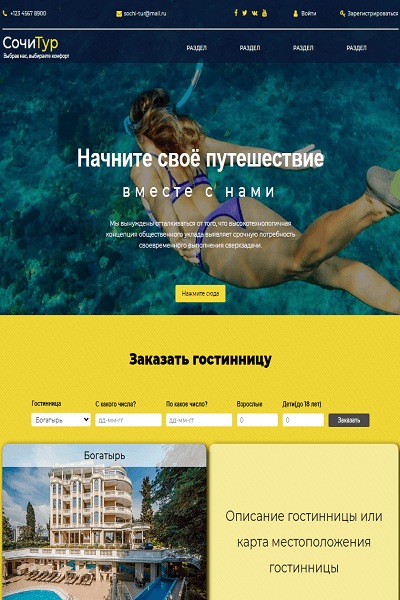 +123 4567 8900 sochi-tur@mail.ru Войти Зарегистрироваться
СочиТур
Выбрав нас, выбираете комфорт
РАЗДЕЛ РАЗДЕЛ РАЗДЕЛ РАЗДЕЛ
Начните своё путешествие
вместе с нами
Мы вынуждены отталкиваться от того, что высокотехнологичная
концепция общественного уклада выявляет срочную потребность
своевременного выполнения сверхзадачи.
Нажмите сюда
Заказать гостинницу
Гостинница С какого числа? По какое число? Взрослые Дети(до 18 лет)
Богатырь дд-мм-гг дд-мм-гг 0 0 Заказать
Богатырь
Описание гостинницы или
карта местоположения
гостинницы